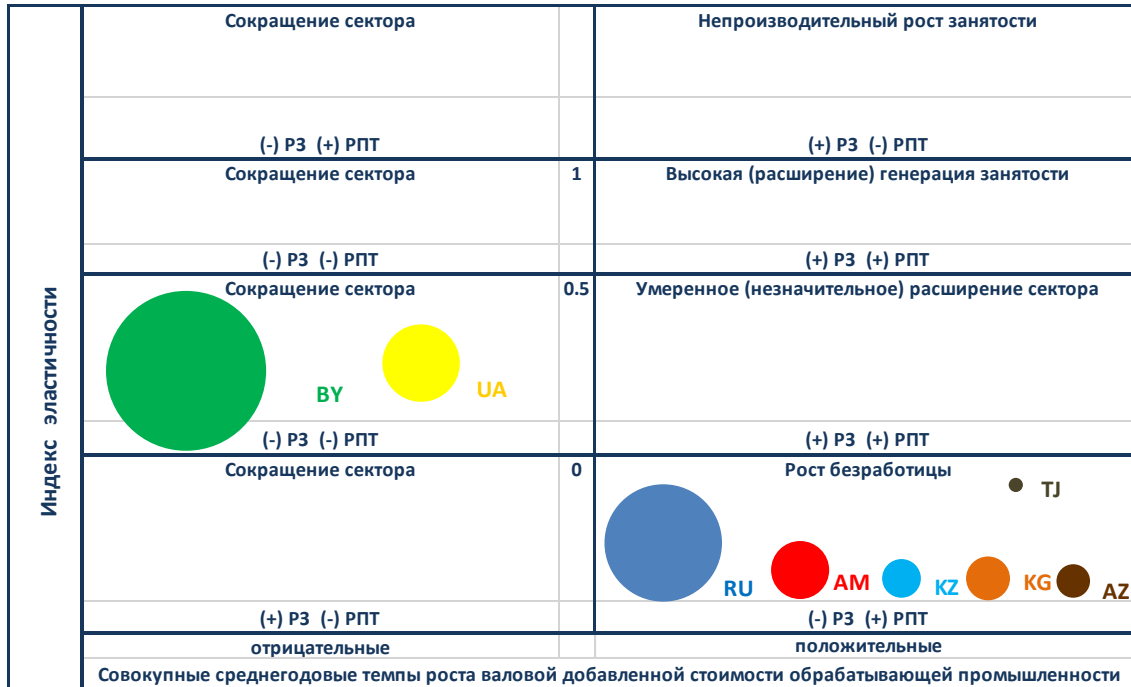 Сокращение сектора
Непроизводительный рост занятости
(-) РЗ (+) РПТ
(+) РЗ (-) РПТ
Сокращение сектора
1
Высокая (расширение) генерация занятости
(-) РЗ (-) РПТ
(+) РЗ (+) РПТ
Сокращение сектора
0.5
Умеренное (незначительное) расширение сектора
BY
UA
(-) РЗ (-) РПТ
(+) РЗ (+) РПТ
Сокращение сектора
0
Рост безработицы
TJ
RU
AM
KZ
KG
AZ
(+) РЗ (-) РПТ
(-) РЗ (+) РПТ
отрицательные
положительные
Совокупные среднегодовые темпы роста валовой добавленной стоимости обрабатывающей промышленности
Индекс эластичности